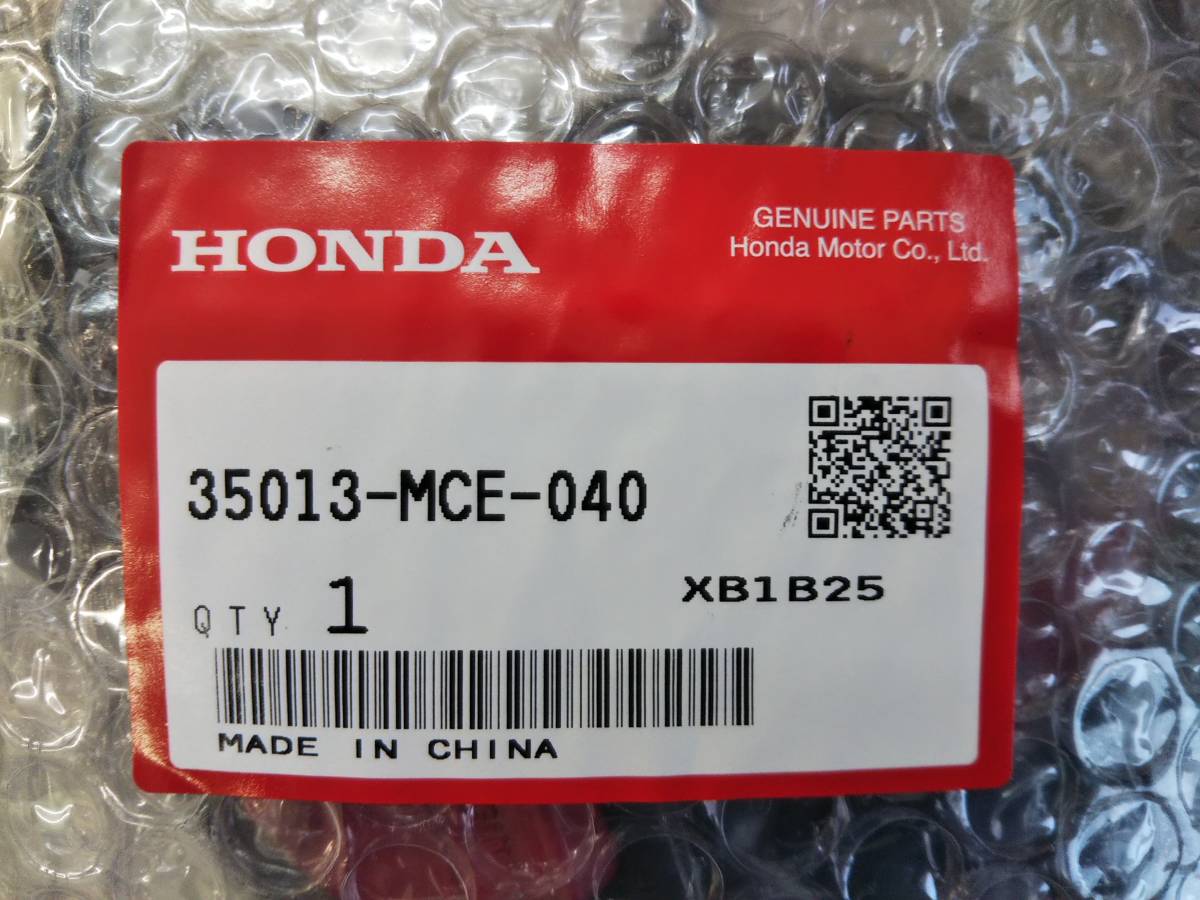 HONDA
GENUINE PARTS
Honda Motor Co., Ltd.
35013-MCE-040
QTY 1
XB1B25
MADE IN CHINA